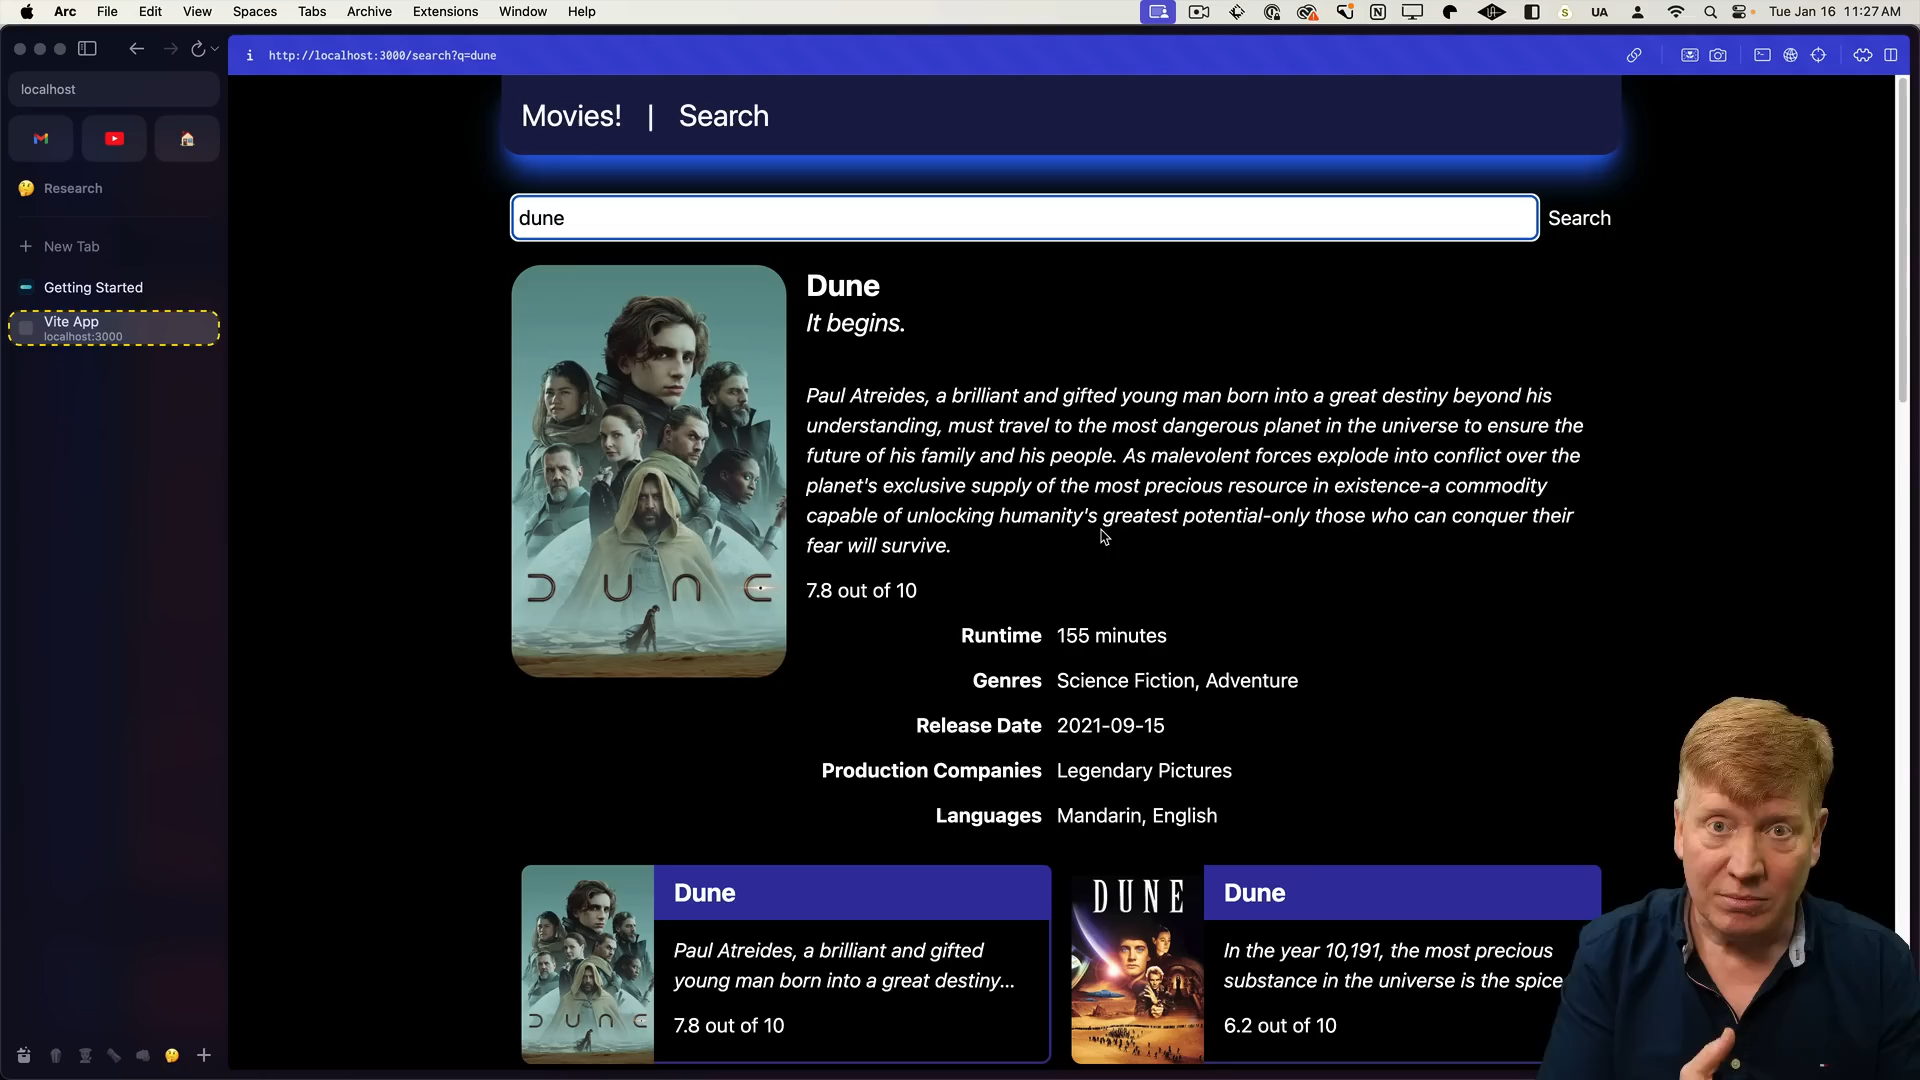 Arc File Edit View Spaces Tabs Archive Extensions Window Help UA Tue Jan 16 11:27 AM
http://localhost:3000/search?q=dune
localhost
Research
New Tab
Getting Started
Vite App
localhost:3000
Movies! | Search
dune
Search
DUNE
Dune
It begins.
Paul Atreides, a brilliant and gifted young man born into a great destiny beyond his
understanding, must travel to the most dangerous planet in the universe to ensure the
future of his family and his people. As malevolent forces explode into conflict over the
planet's exclusive supply of the most precious resource in existence-a commodity
capable of unlocking humanity's greatest potential-only those who can conquer their
fear will survive.
7.8 out of 10
Runtime 155 minutes
Genres Science Fiction, Adventure
Release Date 2021-09-15
Production Companies Legendary Pictures
Languages Mandarin, English
DUNE
Dune
Paul Atreides, a brilliant and gifted
young man born into a great destiny...
7.8 out of 10
DUNE
Dune
In the year 10,191, the most precious
substance in the universe is the spice
6.2 out of 10